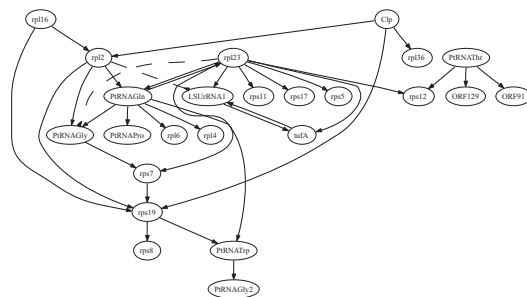 rpl16
Clp
rpl2
rpl23
rpl36
PtRNAThr
PtRNAGln
LSUrRNA1
rps11
rps17
rps5
rps12
ORF129
ORF91
PtRNAGly
PtRNAPro
rpl6
rpl4
tufA
rps7
rps19
rps8
PtRNATrp
PtRNAGly2